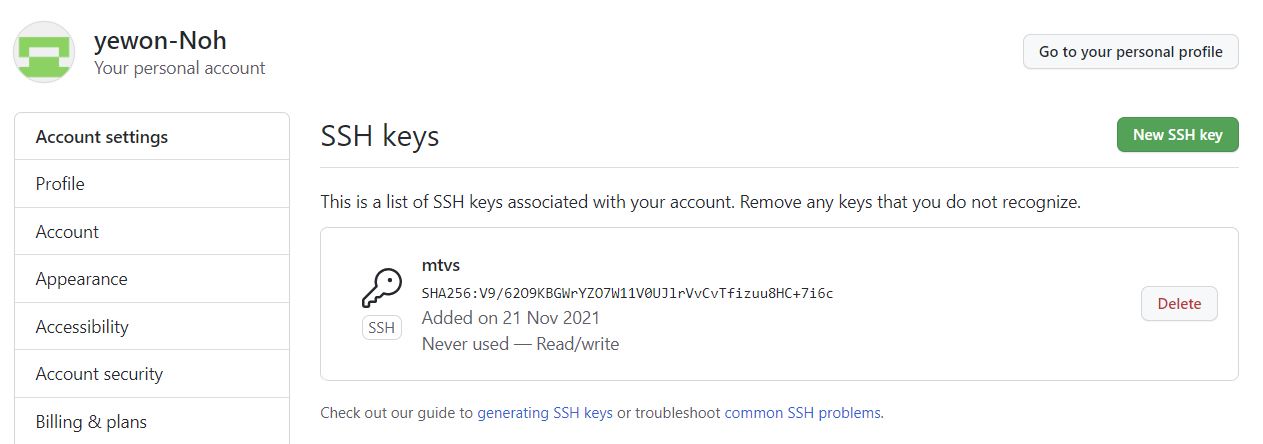 yewon-Noh
Your personal account
Go to your personal profile
Account settings
Profile
Account
Appearance
Accessibility
Account security
Billing & plans
SSH keys
New SSH key
This is a list of SSH keys associated with your account. Remove any keys that you do not recognize.
mtvs
SHA256:V9/62O9KBGWrYZO7W11V0UJlrVvCvTfizuu8HC+7i6c
SSH
Added on 21 Nov 2021
Never used — Read/write
Delete
Check out our guide to generating SSH keys or troubleshoot common SSH problems.